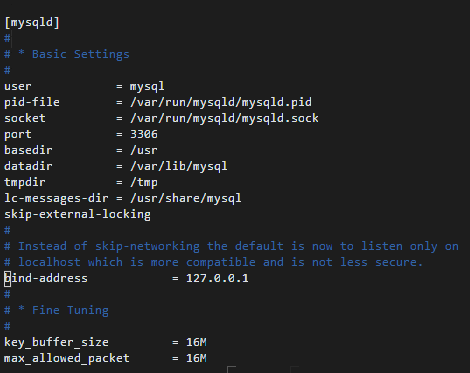 [mysqld]
#
# * Basic Settings
#
user = mysql
pid-file = /var/run/mysqld/mysqld.pid
socket = /var/run/mysqld/mysqld.sock
port = 3306
basedir = /usr
datadir = /var/lib/mysql
tmpdir = /tmp
lc-messages-dir = /usr/share/mysql
skip-external-locking
#
# Instead of skip-networking the default is now to listen only on
# localhost which is more compatible and is not less secure.
bind-address = 127.0.0.1
#
# * Fine Tuning
#
key_buffer_size = 16M
max_allowed_packet = 16M